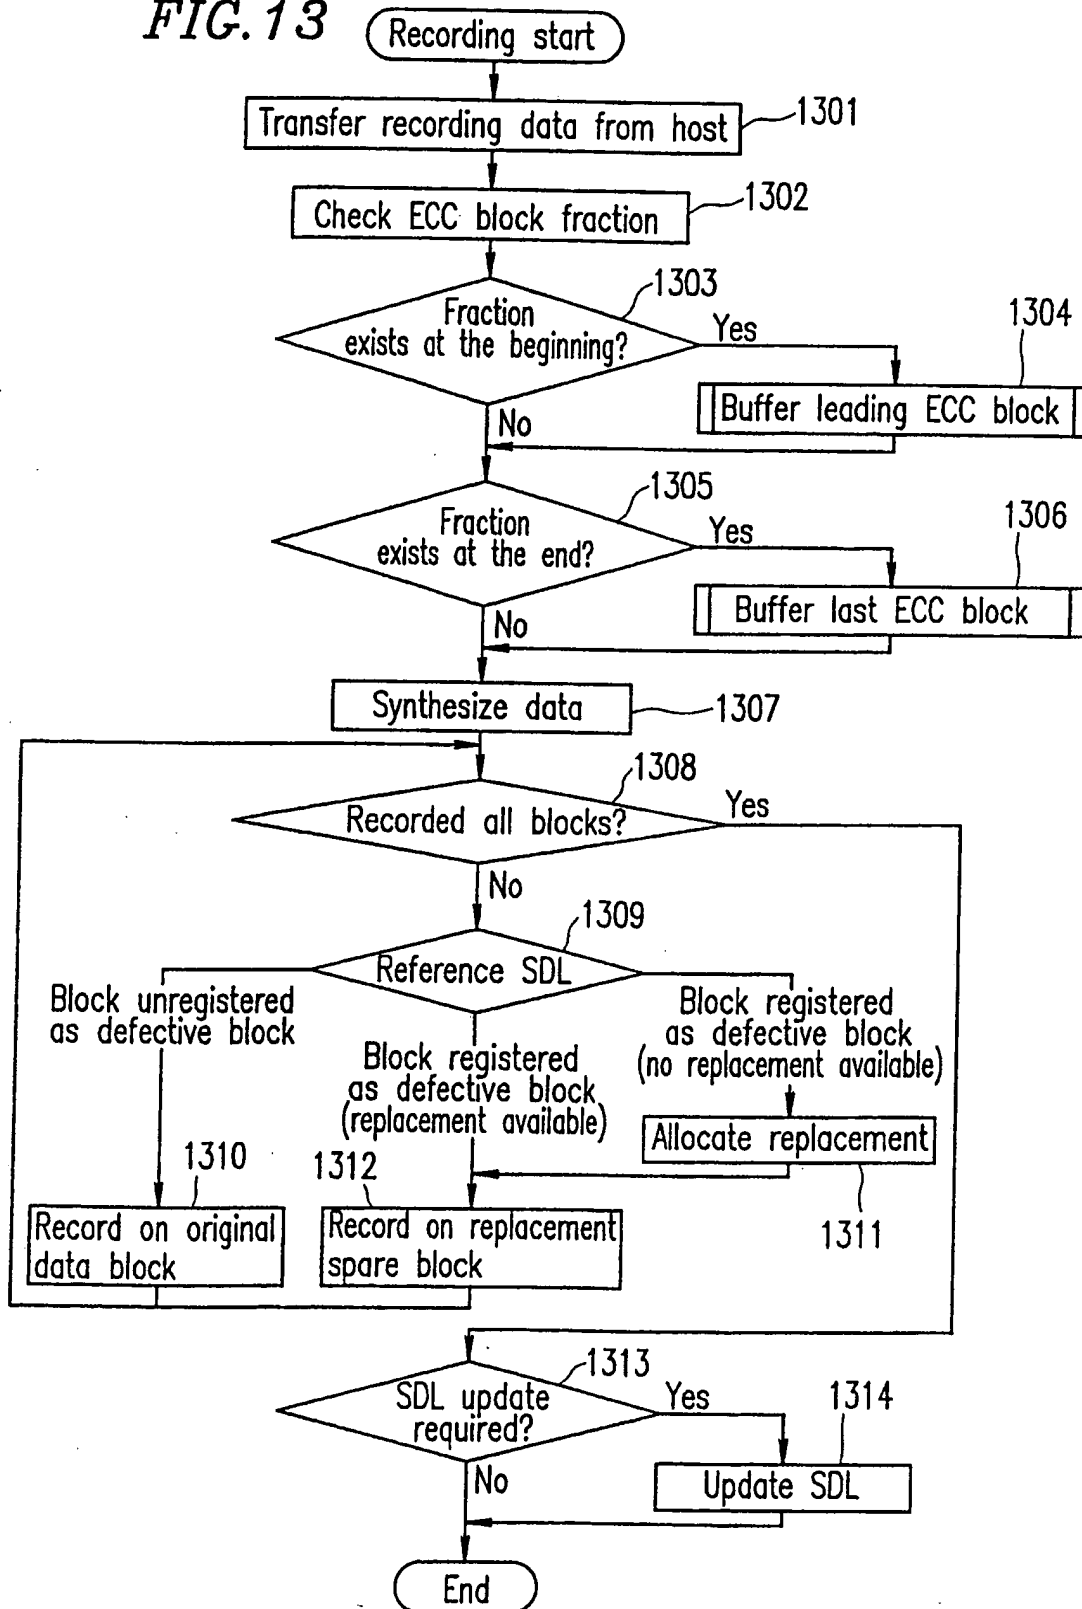 FIG. 13
Recording start
Transfer recording data from host
1301
Check ECC block fraction
1302
1303
Fraction
exists at the beginning?
Yes
1304
Buffer leading ECC block
No
1305
Fraction
exists at the end?
Yes
1306
Buffer last ECC block
No
Synthesize data
1307
1308
Recorded all blocks?
Yes
No
1309
Reference SDL
Block unregistered
as defective block
Block registered
as defective block
(replacement available)
Block registered
as defective block
(no replacement available)
Allocate replacement
1311
1310
Record on original
data block
1312
Record on replacement
spare block
1313
SDL update
required?
Yes
1314
Update SDL
No
End